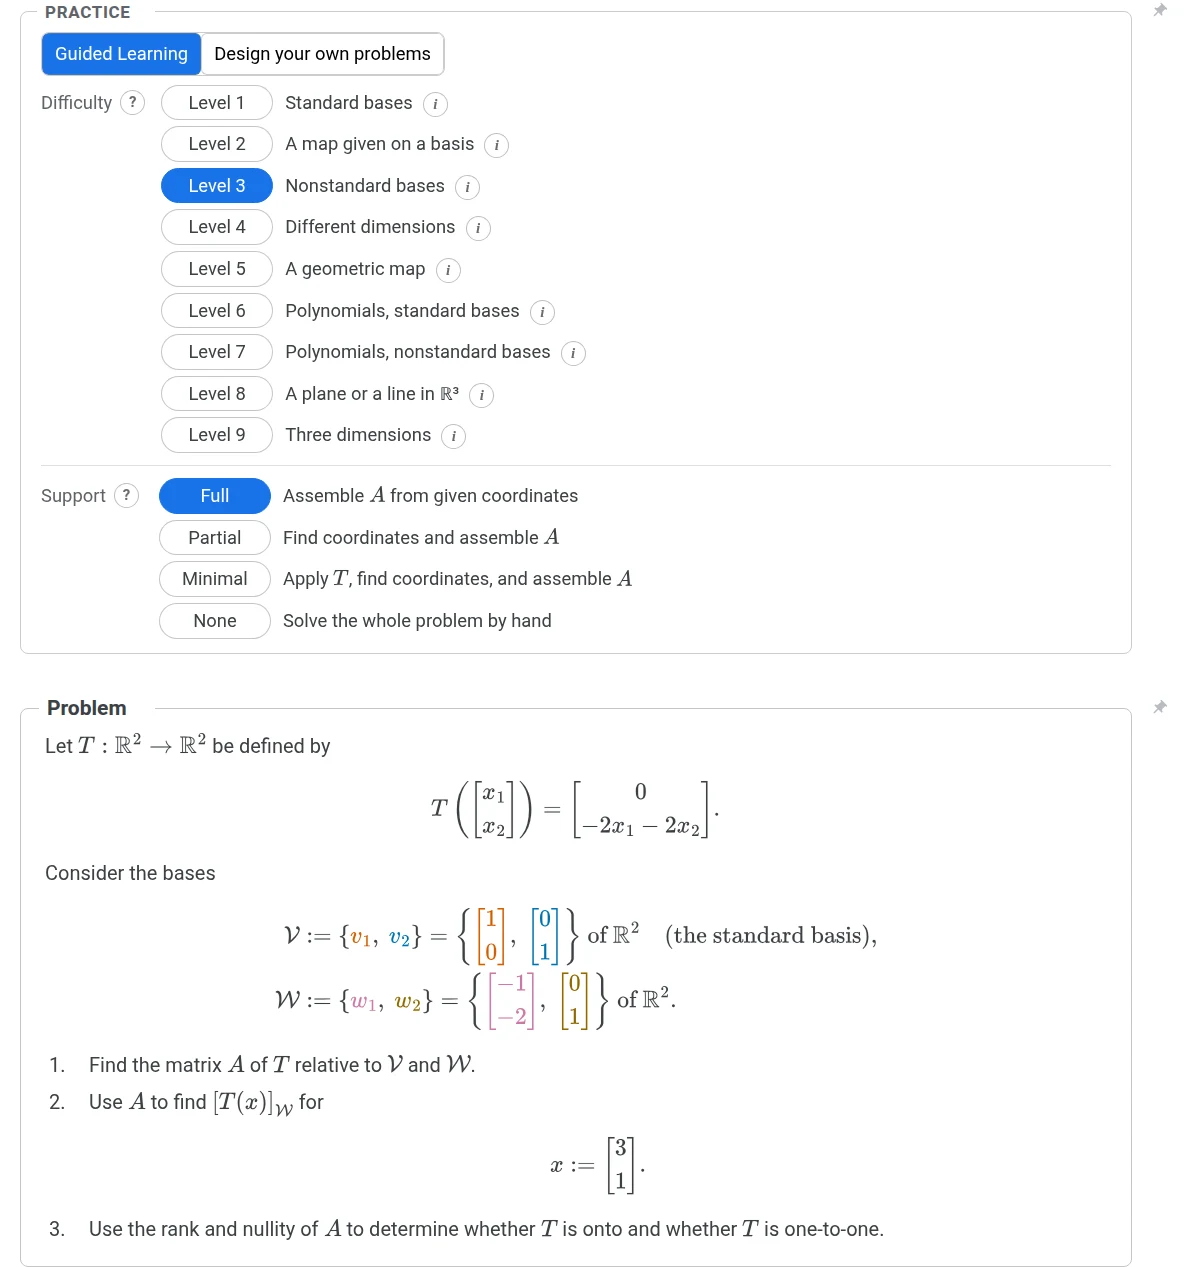 PRACTICE
Guided Learning Design your own problems
Difficulty ? Level 1 Standard bases i
Level 2 A map given on a basis i
Level 3 Nonstandard bases i
Level 4 Different dimensions i
Level 5 A geometric map i
Level 6 Polynomials, standard bases i
Level 7 Polynomials, nonstandard bases i
Level 8 A plane or a line in ℝ³ i
Level 9 Three dimensions i
Support ? Full Assemble A from given coordinates
Partial Find coordinates and assemble A
Minimal Apply T, find coordinates, and assemble A
None Solve the whole problem by hand
Problem
Let T : ℝ² → ℝ² be defined by
T([x₁; x₂]) = [0; −2x₁ − 2x₂].
Consider the bases
𝒱 := {v₁, v₂} = {[1; 0], [0; 1]} of ℝ² (the standard basis),
𝒲 := {w₁, w₂} = {[−1; −2], [0; 1]} of ℝ².
1. Find the matrix A of T relative to 𝒱 and 𝒲.
2. Use A to find [T(x)]_𝒲 for
x := [3; 1].
3. Use the rank and nullity of A to determine whether T is onto and whether T is one-to-one.